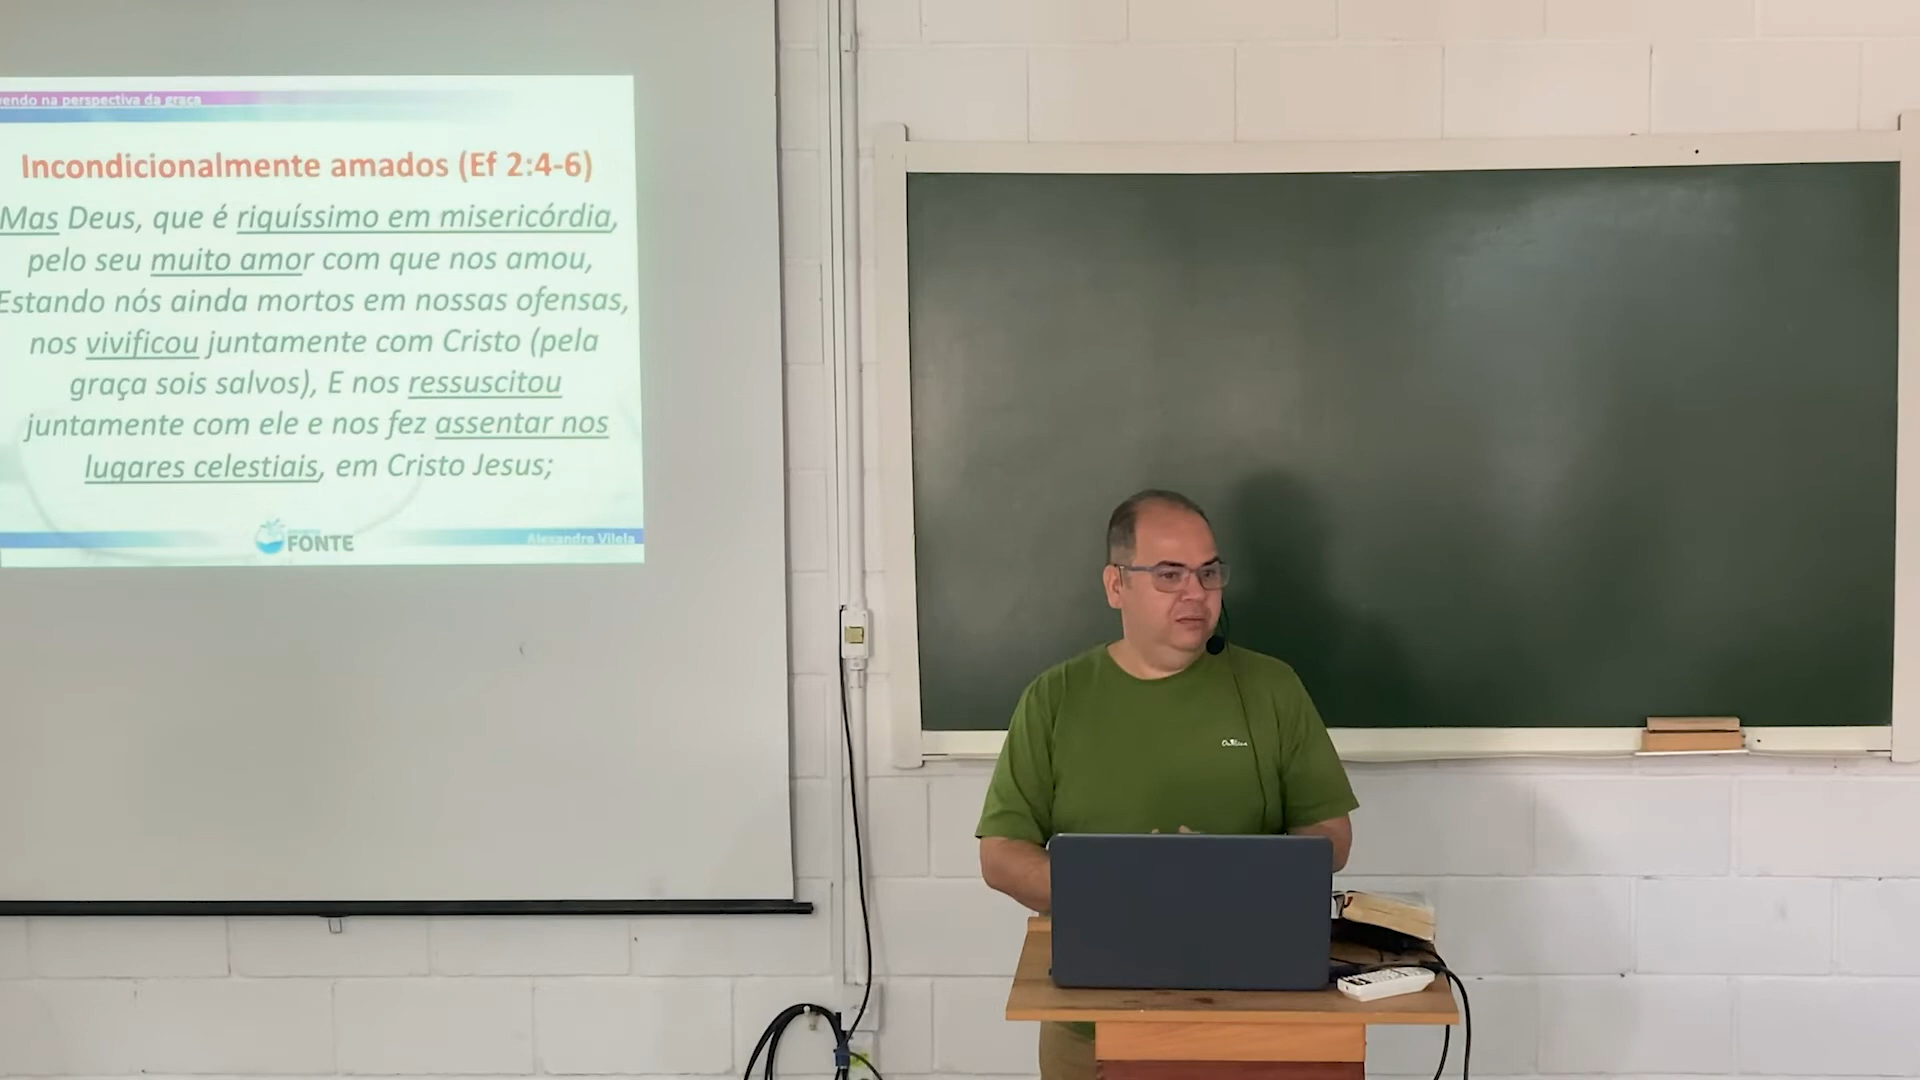 endo na perspectiva da graça
Incondicionalmente amados (Ef 2:4-6)
Mas Deus, que é riquíssimo em misericórdia,
pelo seu muito amor com que nos amou,
Estando nós ainda mortos em nossas ofensas,
nos vivificou juntamente com Cristo (pela
graça sois salvos), E nos ressuscitou
juntamente com ele e nos fez assentar nos
lugares celestiais, em Cristo Jesus;
FONTE
Alexandre Vilela